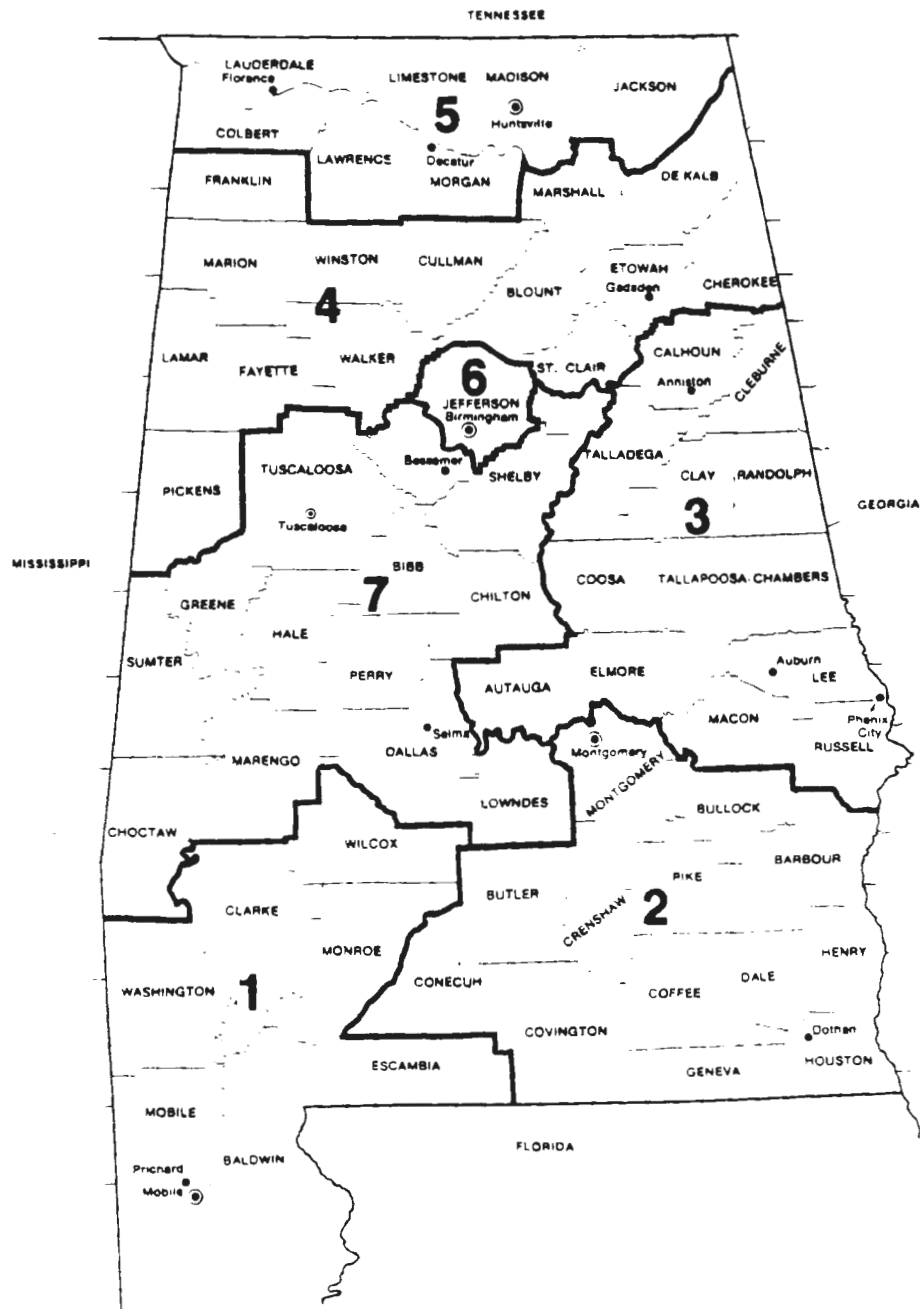 TENNESSEE
LAUDERDALE
Florence
LIMESTONE
MADISON
JACKSON
5
Huntsville
COLBERT
LAWRENCS
Decatur
MORGAN
FRANKLIN
MARSHALL
DE KALB
MARION
WINSTON
CULLMAN
BLOUNT
ETOWAH
Gadsden
CHEROKEE
4
LAMAR
FAYETTE
WALKER
6
JEFFERSON
Birmingham
ST. CLAIR
CALHOUN
Anniston
CLEBURNE
TUSCALOOSA
Bessemer
SHELBY
TALLADEGA
CLAY
RANDOLPH
PICKENS
Tuscaloosa
3
GEORGIA
MISSISSIPPI
BIBB
7
GREENE
CHILTON
COOSA
TALLAPOOSA
CHAMBERS
HALE
SUMTER
PERRY
AUTAUGA
ELMORE
Auburn
LEE
Selma
DALLAS
MACON
Phenix
City
RUSSELL
MARENGO
Montgomery
MONTGOMERY
LOWNDES
BULLOCK
CHOCTAW
WILCOX
BARBOUR
PIKE
BUTLER
CRENSHAW
2
CLARKE
MONROE
HENRY
WASHINGTON
1
CONECUH
COFFEE
DALE
COVINGTON
Dothan
ESCAMBIA
GENEVA
HOUSTON
MOBILE
BALDWIN
FLORIDA
Prichard
Mobile